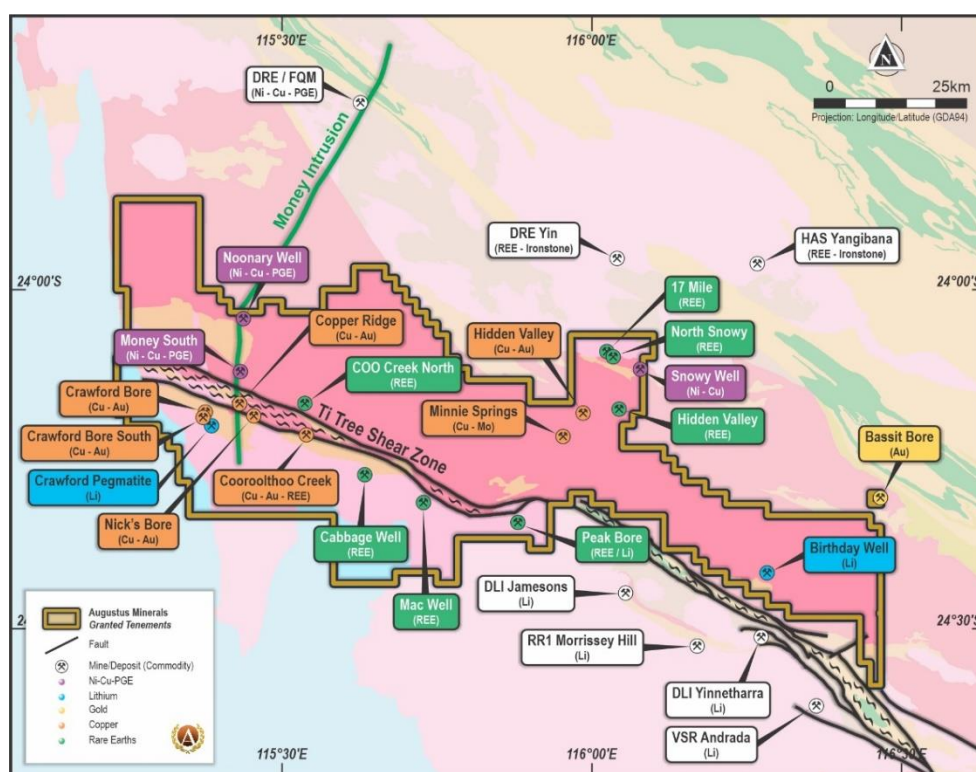 115°30'E
116°00'E
DRE / FQM
(Ni - Cu - PGE)
N
0 25km
Projection: Longitude/Latitude (GDA94)
Money Intrusion
DRE Yin
(REE - Ironstone)
HAS Yangibana
(REE - Ironstone)
Noonary Well
(Ni - Cu - PGE)
24°00'S
24°00'S
17 Mile
(REE)
Copper Ridge
(Cu - Au)
Hidden Valley
(Cu - Au)
North Snowy
(REE)
Money South
(Ni - Cu - PGE)
COO Creek North
(REE)
Snowy Well
(Ni - Cu)
Crawford Bore
(Cu - Au)
Ti Tree Shear Zone
Minnie Springs
(Cu - Mo)
Hidden Valley
(REE)
Crawford Bore South
(Cu - Au)
Bassit Bore
(Au)
Crawford Pegmatite
(Li)
Cooroolthoo Creek
(Cu - Au - REE)
Nick's Bore
(Cu - Au)
Cabbage Well
(REE)
Peak Bore
(REE / Li)
Birthday Well
(Li)
Mac Well
(REE)
DLI Jamesons
(Li)
24
24°30'S
RR1 Morrissey Hill
(Li)
DLI Yinnetharra
(Li)
VSR Andrada
(Li)
Augustus Minerals
Granted Tenements
Fault
Mine/Deposit (Commodity)
Ni-Cu-PGE
Lithium
Gold
Copper
Rare Earths
115°30'E
116°00'E
116°30'E